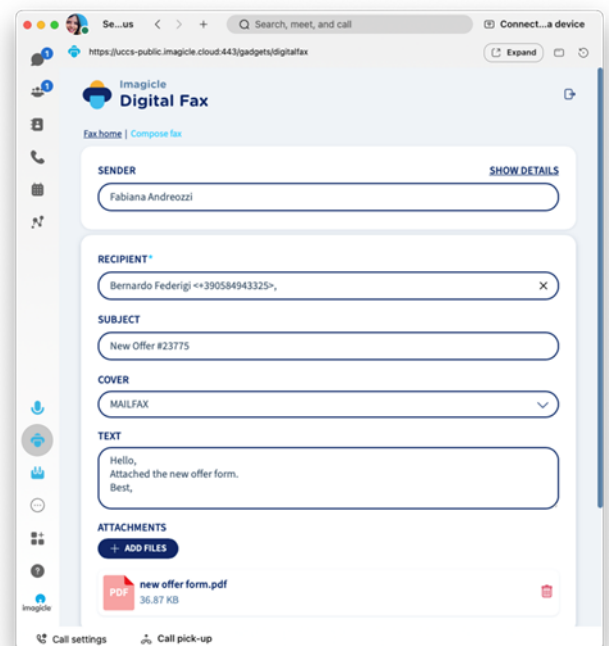 Se...us
Search, meet, and call
Connect...a device
1
https://uccs-public.imagicle.cloud:443/gadgets/digitalfax
Expand
1
Imagicle
Digital Fax
Fax home | Compose fax
SENDER
SHOW DETAILS
Fabiana Andreozzi
RECIPIENT*
Bernardo Federigi <+390584943325>,
SUBJECT
New Offer #23775
COVER
MAILFAX
TEXT
Hello,
Attached the new offer form.
Best,
ATTACHMENTS
+ ADD FILES
PDF
new offer form.pdf
36.87 KB
imagicle
Call settings
Call pick-up